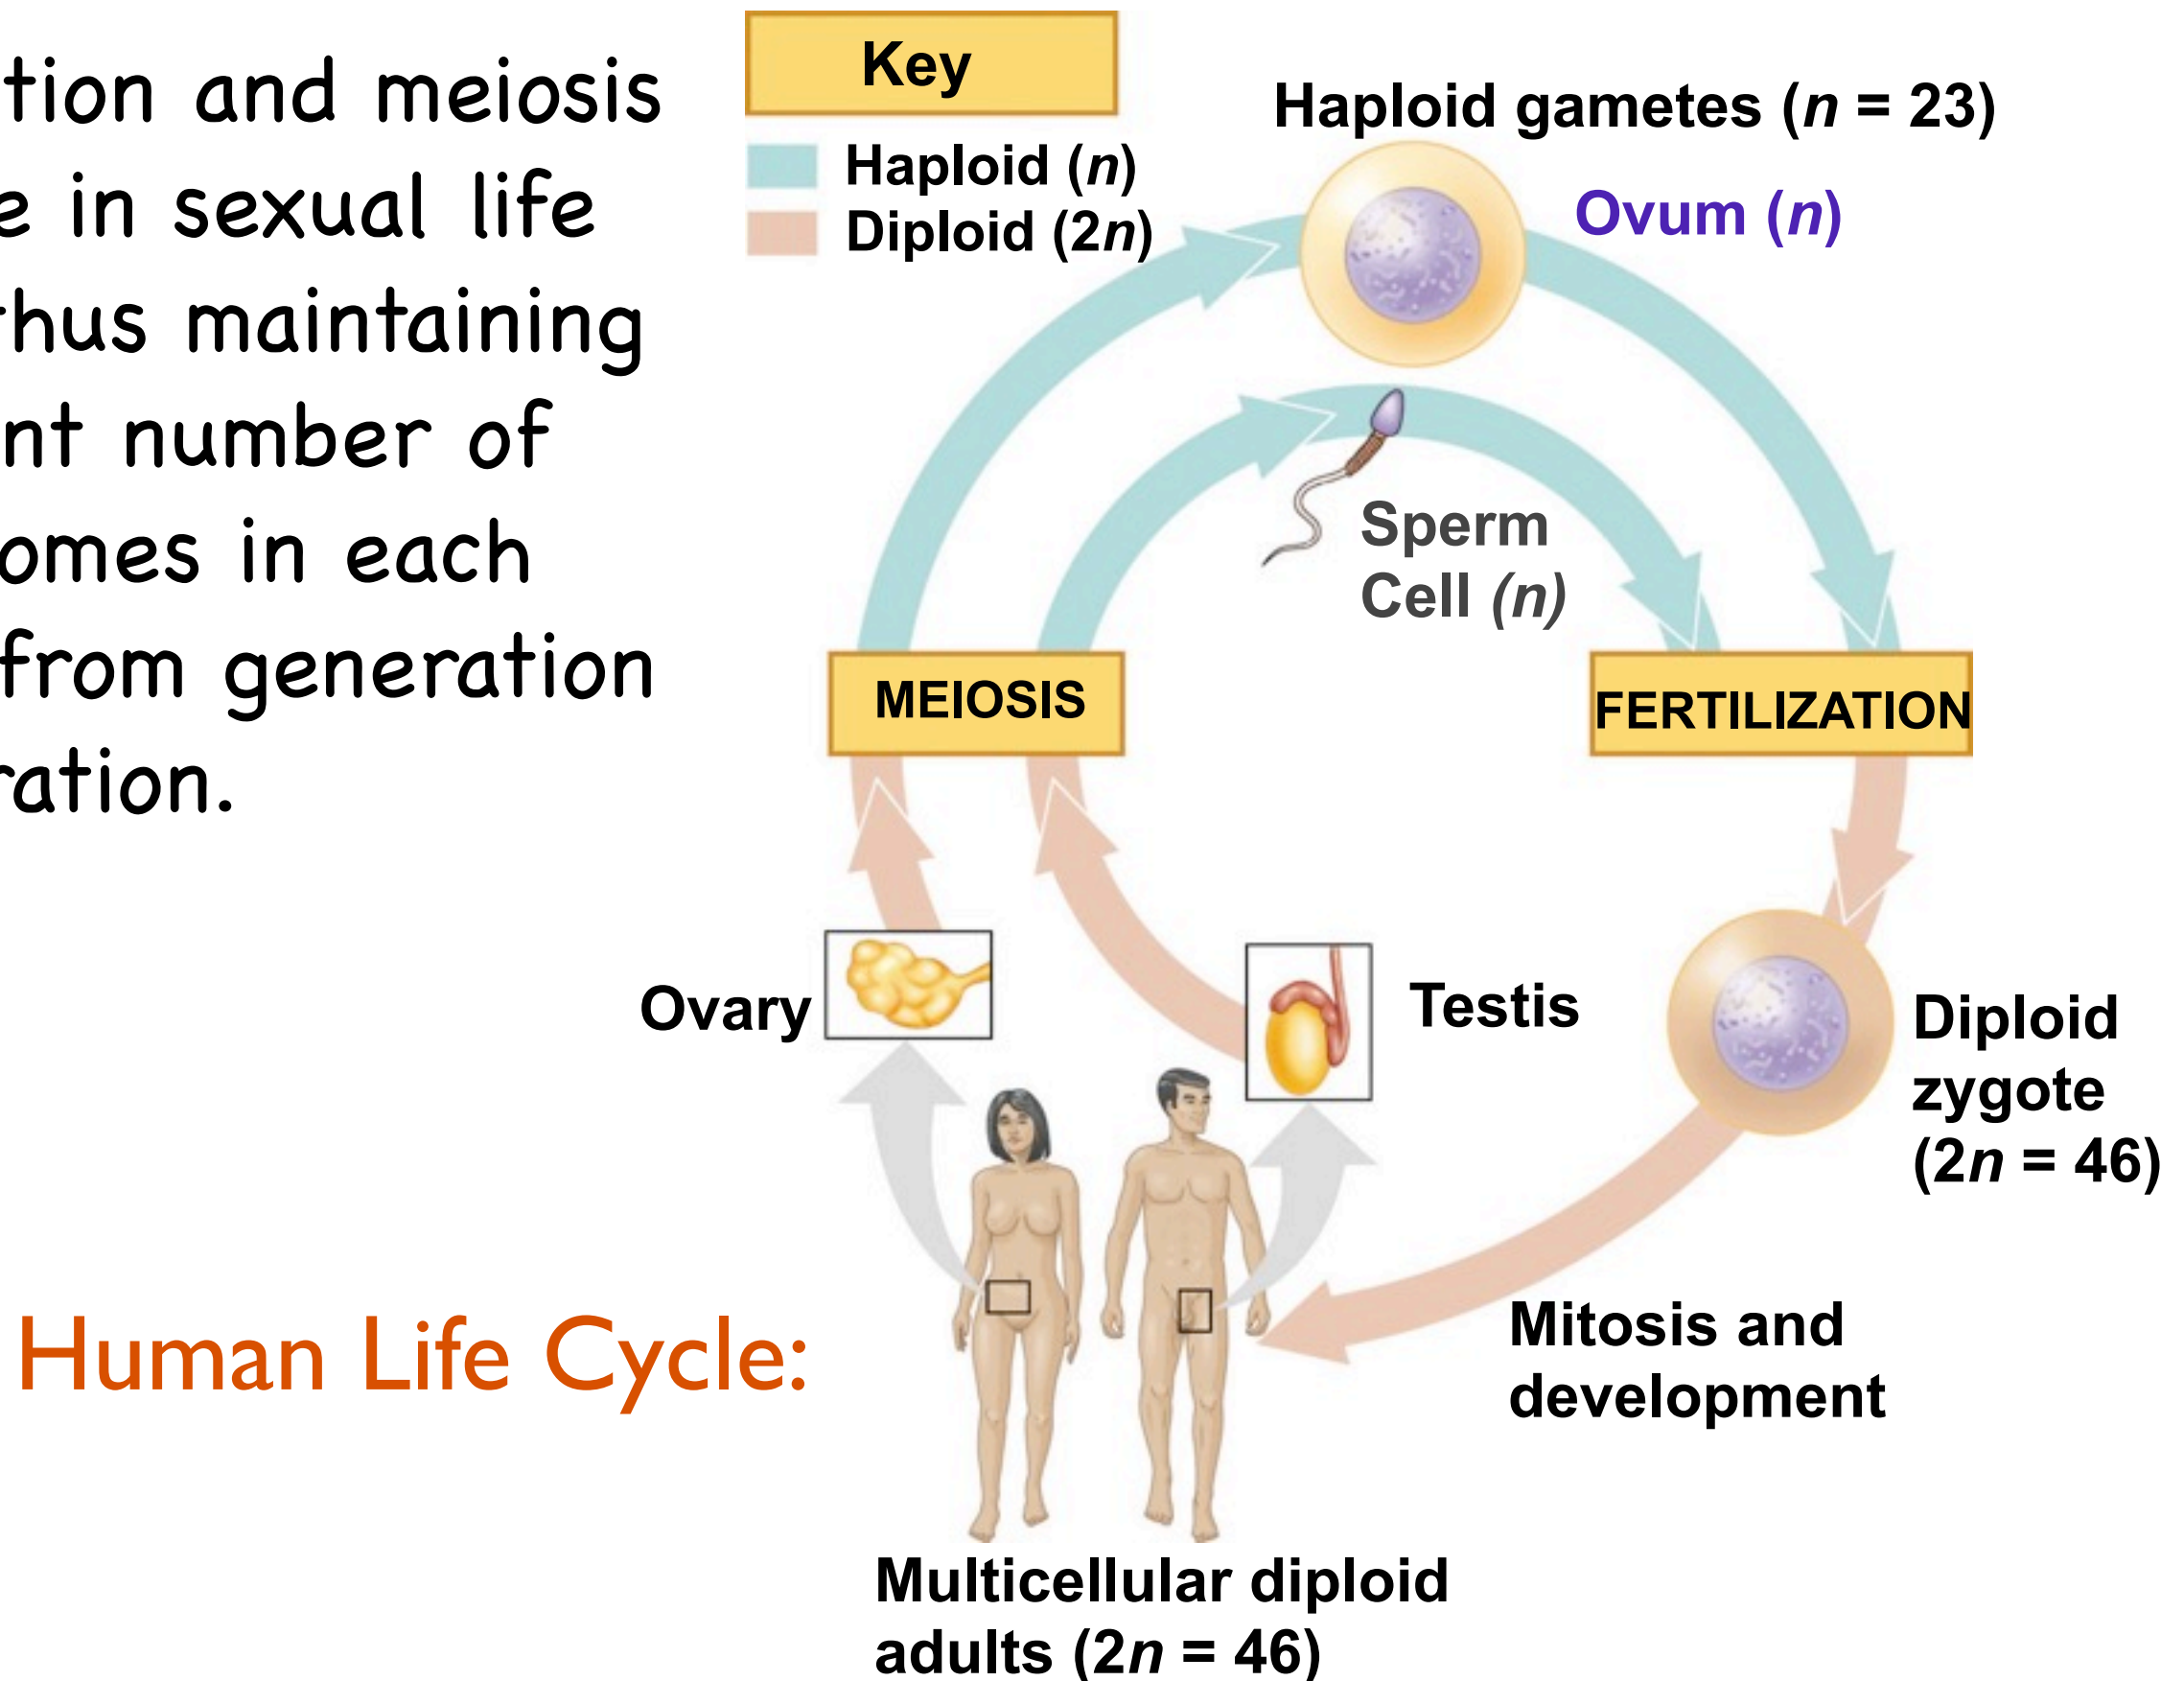 tion and meiosis
e in sexual life
thus maintaining
nt number of
omes in each
from generation
ration.
Human Life Cycle:
Key
Haploid (n)
Diploid (2n)
Haploid gametes (n = 23)
Ovum (n)
Sperm
Cell (n)
MEIOSIS
FERTILIZATION
Ovary
Testis
Diploid
zygote
(2n = 46)
Mitosis and
development
Multicellular diploid
adults (2n = 46)